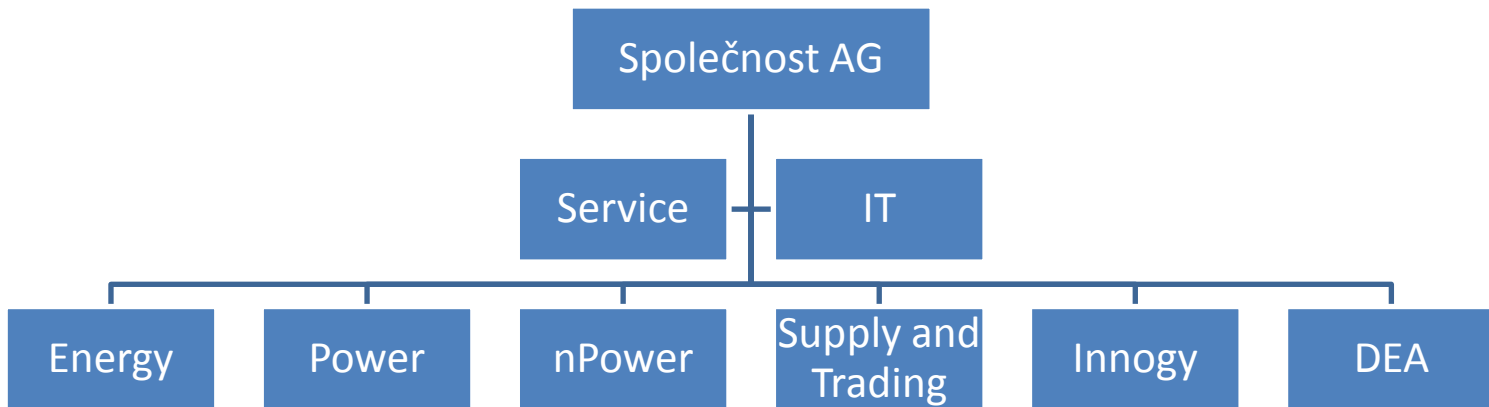 Společnost AG
Service
IT
Energy
Power
nPower
Supply and
Trading
Innogy
DEA